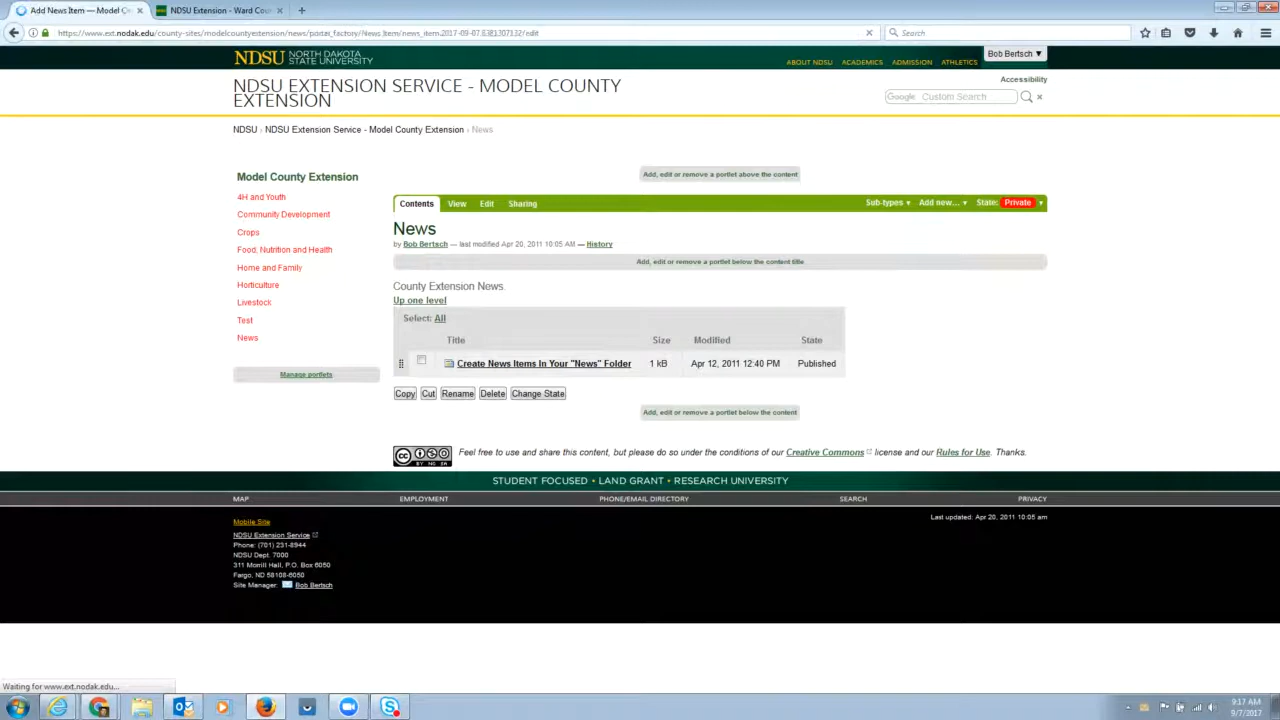 Add News Item — Model C...
NDSU Extension - Ward Cou...
https://www.ext.nodak.edu/county-sites/modelcountyextension/news/portal_factory/News Item/news_item.2017-09-07.6381307132/edit
Search
NDSU NORTH DAKOTA STATE UNIVERSITY
ABOUT NDSU ACADEMICS ADMISSION ATHLETICS
Bob Bertsch ▼
Accessibility
NDSU EXTENSION SERVICE - MODEL COUNTY
EXTENSION
Google Custom Search
NDSU › NDSU Extension Service - Model County Extension › News
Model County Extension
4H and Youth
Community Development
Crops
Food, Nutrition and Health
Home and Family
Horticulture
Livestock
Test
News
Manage portlets
Add, edit or remove a portlet above the content
Contents View Edit Sharing
Sub-types ▼ Add new... ▼ State: Private ▼
News
by Bob Bertsch — last modified Apr 20, 2011 10:05 AM — History
Add, edit or remove a portlet below the content title
County Extension News.
Up one level
Select: All
Title Size Modified State
Create News Items In Your "News" Folder 1 kB Apr 12, 2011 12:40 PM Published
Copy Cut Rename Delete Change State
Add, edit or remove a portlet below the content
cc BY NC SA
Feel free to use and share this content, but please do so under the conditions of our Creative Commons license and our Rules for Use. Thanks.
STUDENT FOCUSED • LAND GRANT • RESEARCH UNIVERSITY
MAP EMPLOYMENT PHONE/EMAIL DIRECTORY SEARCH PRIVACY
Mobile Site
Last updated: Apr 20, 2011 10:05 am
NDSU Extension Service
Phone: (701) 231-8944
NDSU Dept. 7000
311 Morrill Hall, P.O. Box 6050
Fargo, ND 58108-6050
Site Manager: Bob Bertsch
Waiting for www.ext.nodak.edu...
9:17 AM
9/7/2017